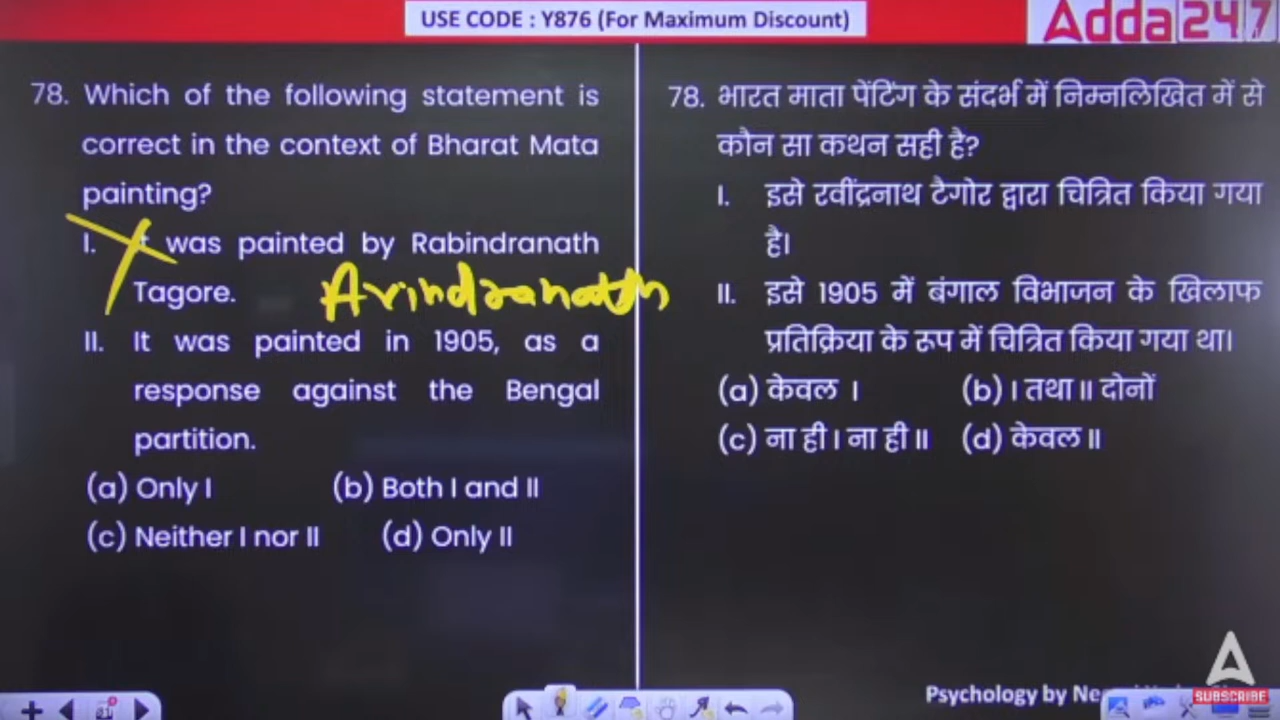 USE CODE : Y876 (For Maximum Discount)
Adda247
78. Which of the following statement is
correct in the context of Bharat Mata
painting?
I. It was painted by Rabindranath
Tagore.
Avindranath
II. It was painted in 1905, as a
response against the Bengal
partition.
(a) Only I (b) Both I and II
(c) Neither I nor II (d) Only II
78. भारत माता पेंटिंग के संदर्भ में निम्नलिखित में से
कौन सा कथन सही है?
I. इसे रवींद्रनाथ टैगोर द्वारा चित्रित किया गया
है।
II. इसे 1905 में बंगाल विभाजन के खिलाफ
प्रतिक्रिया के रूप में चित्रित किया गया था।
(a) केवल I (b) I तथा II दोनों
(c) ना ही I ना ही II (d) केवल II
Psychology by
SUBSCRIBE